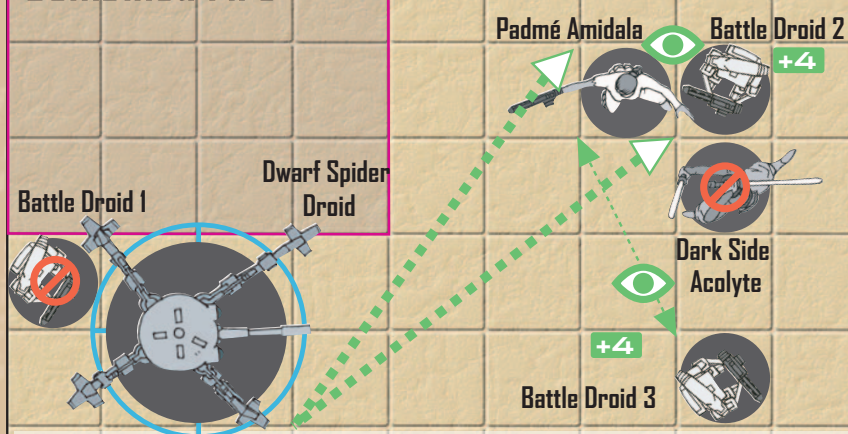 Padmé Amidala
Battle Droid 2
+4
Dwarf Spider
Droid
Battle Droid 1
Dark Side
Acolyte
+4
Battle Droid 3